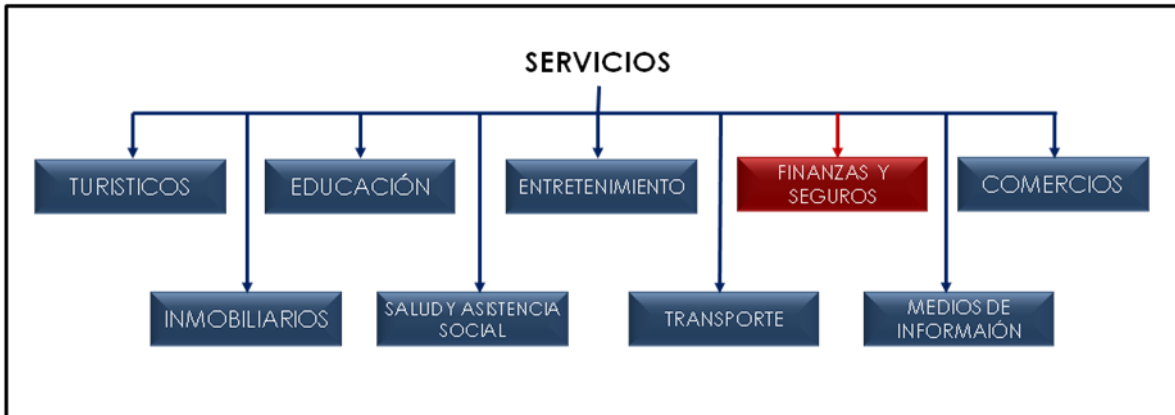 SERVICIOS
TURISTICOS
EDUCACIÓN
ENTRETENIMIENTO
FINANZAS Y
SEGUROS
COMERCIOS
INMOBILIARIOS
SALUD Y ASISTENCIA
SOCIAL
TRANSPORTE
MEDIOS DE
INFORMAIÓN